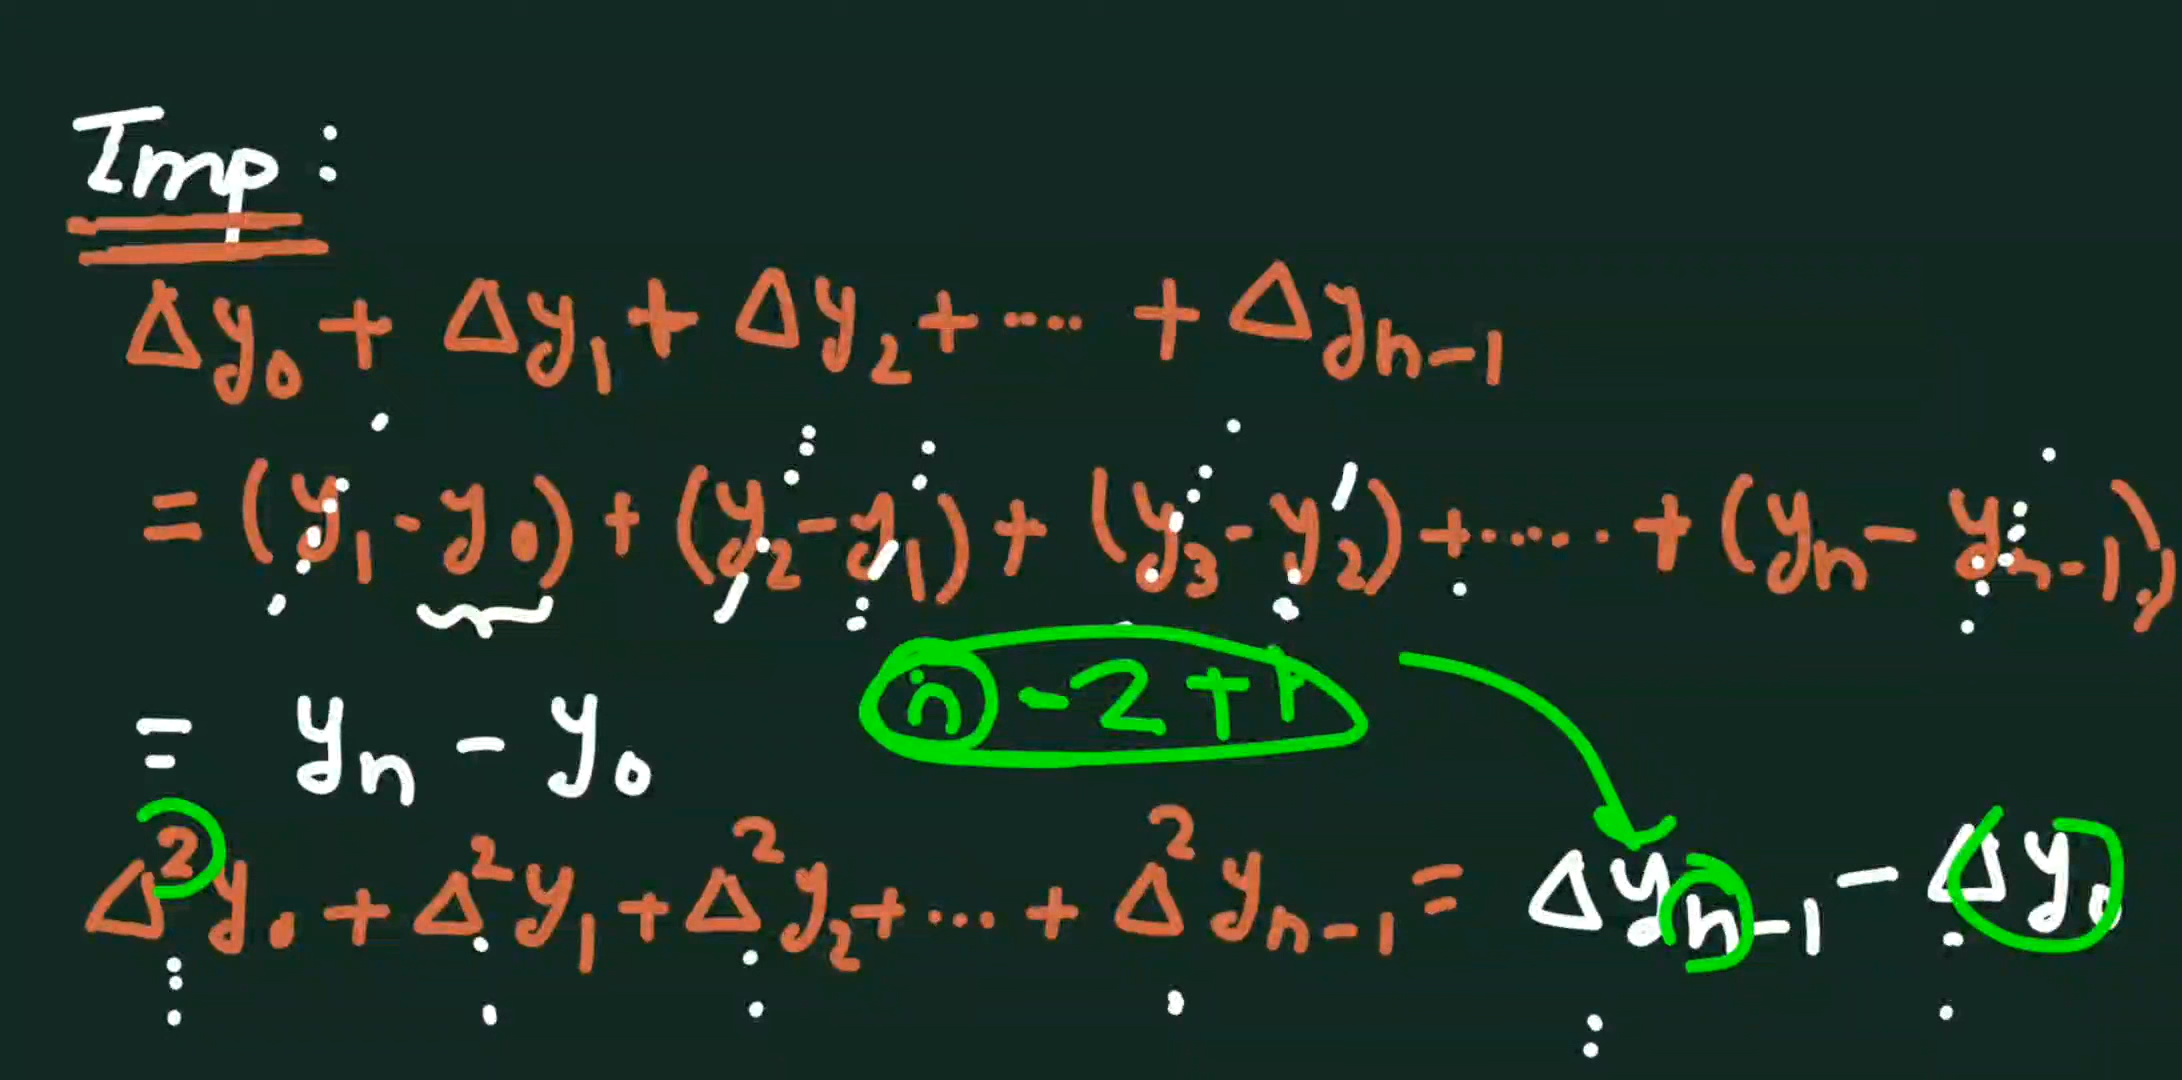 Imp :
Δy₀ + Δy₁ + Δy₂ + ..... + Δyₙ₋₁
= (y₁ - y₀) + (y₂ - y₁) + (y₃ - y₂) + ...... + (yₙ - yₙ₋₁)
n - 2 + 1
= yₙ - y₀
Δ²y₀ + Δ²y₁ + Δ²y₂ + ... + Δ²yₙ₋₁ = Δyₙ₋₁ - Δy₀